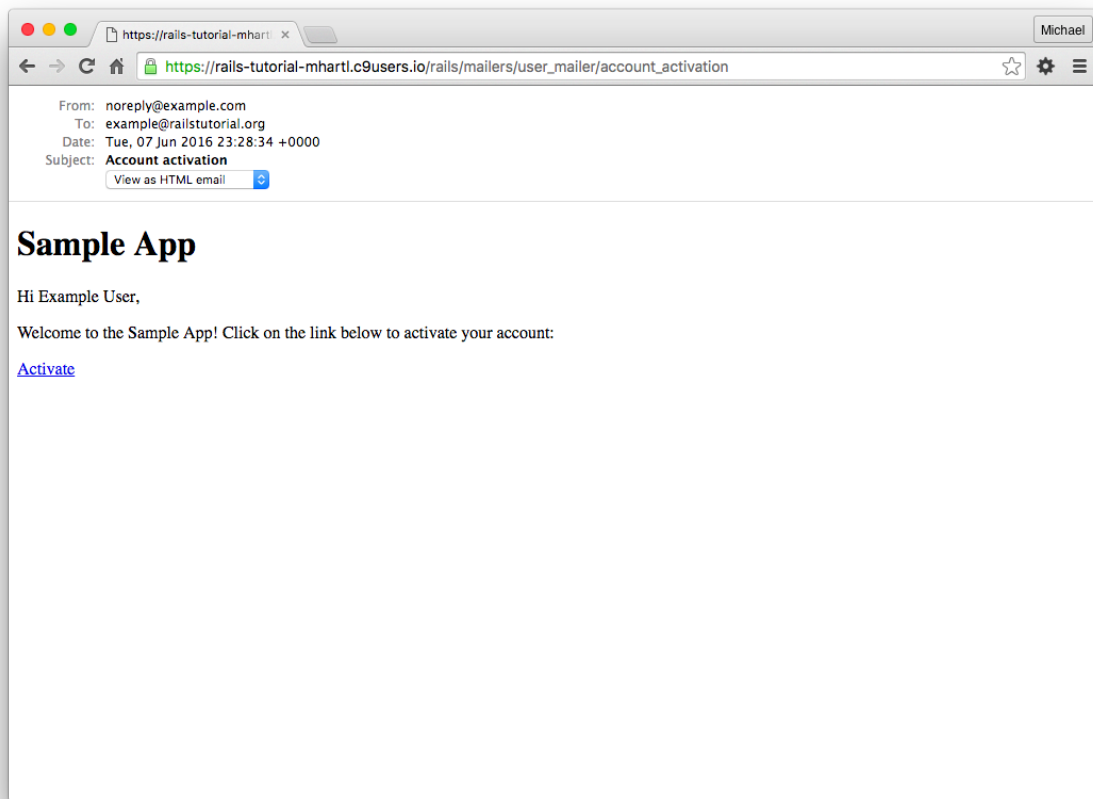 https://rails-tutorial-mhartl
Michael
https://rails-tutorial-mhartl.c9users.io/rails/mailers/user_mailer/account_activation
From: noreply@example.com
To: example@railstutorial.org
Date: Tue, 07 Jun 2016 23:28:34 +0000
Subject: Account activation
View as HTML email
Sample App
Hi Example User,
Welcome to the Sample App! Click on the link below to activate your account:
Activate